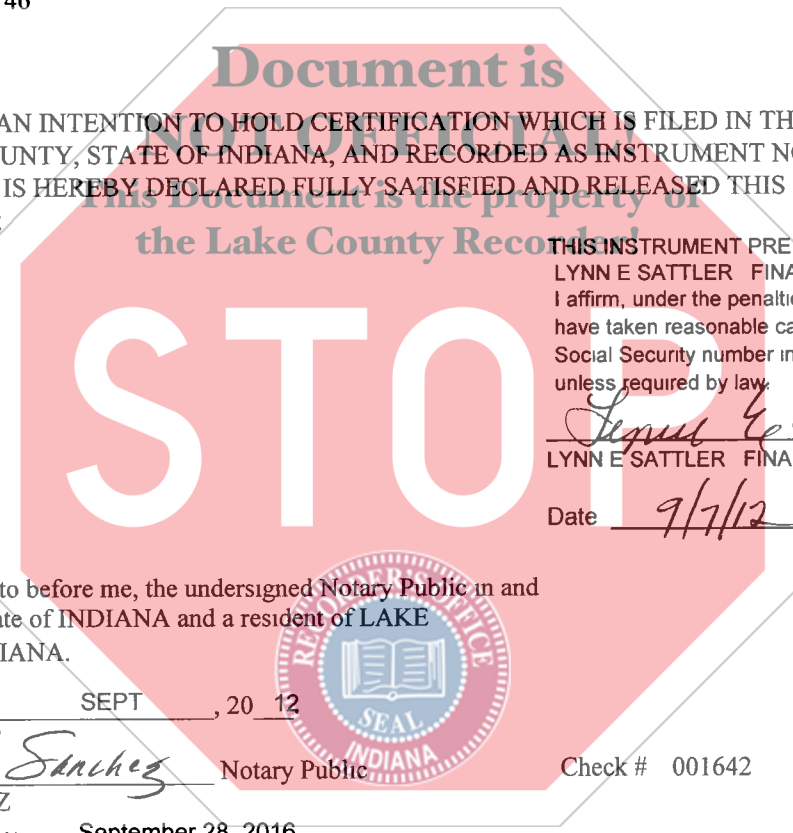 46
Document is
AN INTENTION TO HOLD CERTIFICATION WHICH IS FILED IN TH
NOT OFFICIAL!
UNTY, STATE OF INDIANA, AND RECORDED AS INSTRUMENT N
IS HEREBY DECLARED FULLY SATISFIED AND RELEASED THIS
This Document is the property of
the Lake County Recorder!
THIS INSTRUMENT PRE
LYNN E SATTLER FINA
I affirm, under the penalti
have taken reasonable ca
Social Security number in
unless required by law.
STOP
LYNN E SATTLER FINA
Date 9/7/12
to before me, the undersigned Notary Public in and
ate of INDIANA and a resident of LAKE
IANA.
SEPT , 20 12
RECORDER'S OFFICE
SEAL
INDIANA
Sanchez Notary Public
Check # 001642
Z
September 28, 2016